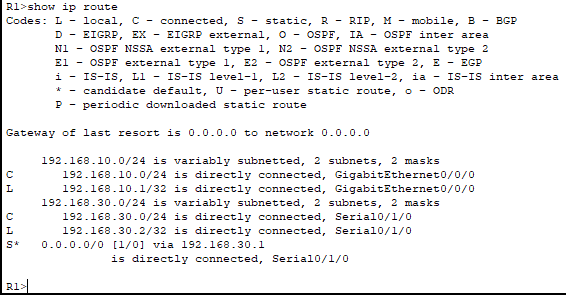 R1>show ip route
Codes: L - local, C - connected, S - static, R - RIP, M - mobile, B - BGP
D - EIGRP, EX - EIGRP external, O - OSPF, IA - OSPF inter area
N1 - OSPF NSSA external type 1, N2 - OSPF NSSA external type 2
E1 - OSPF external type 1, E2 - OSPF external type 2, E - EGP
i - IS-IS, L1 - IS-IS level-1, L2 - IS-IS level-2, ia - IS-IS inter area
* - candidate default, U - per-user static route, o - ODR
P - periodic downloaded static route
Gateway of last resort is 0.0.0.0 to network 0.0.0.0
192.168.10.0/24 is variably subnetted, 2 subnets, 2 masks
C 192.168.10.0/24 is directly connected, GigabitEthernet0/0/0
L 192.168.10.1/32 is directly connected, GigabitEthernet0/0/0
192.168.30.0/24 is variably subnetted, 2 subnets, 2 masks
C 192.168.30.0/24 is directly connected, Serial0/1/0
L 192.168.30.2/32 is directly connected, Serial0/1/0
S* 0.0.0.0/0 [1/0] via 192.168.30.1
is directly connected, Serial0/1/0
R1>